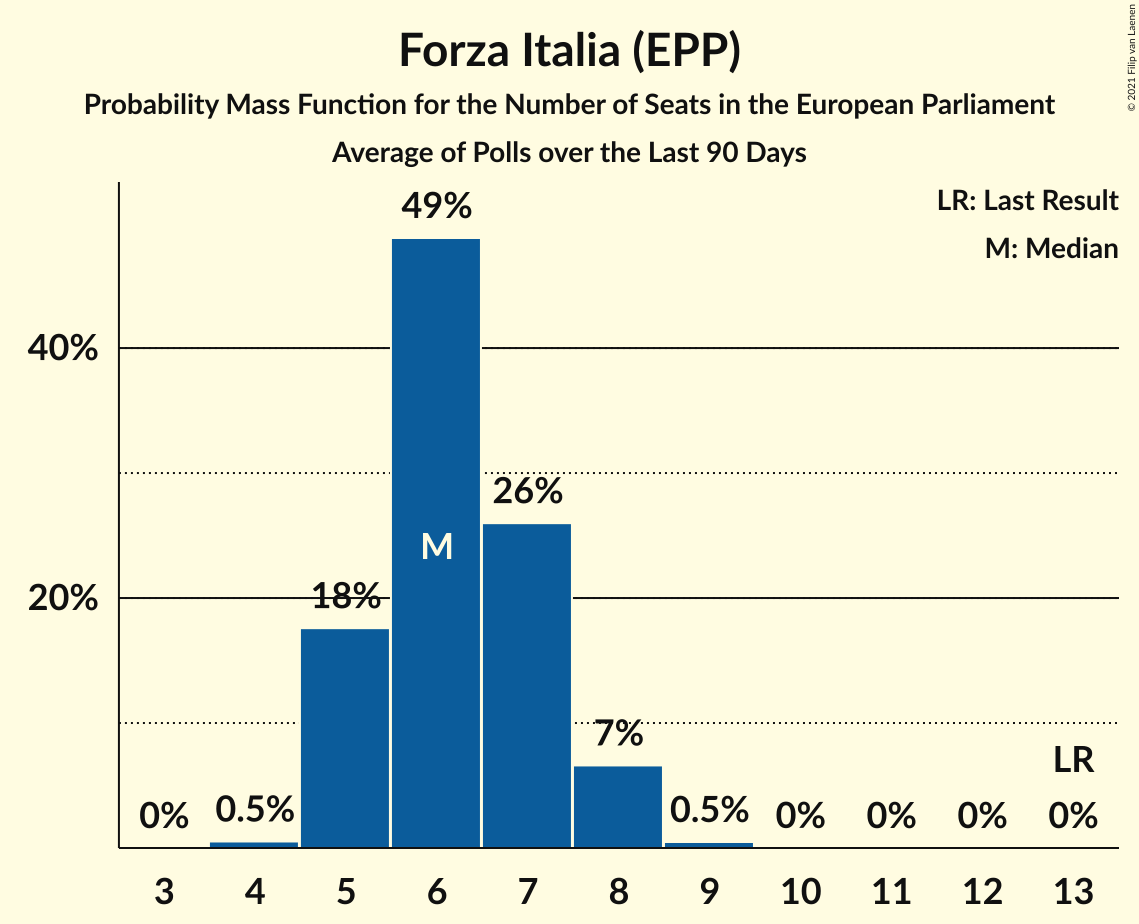 Forza Italia (EPP)
Probability Mass Function for the Number of Seats in the European Parliament
Average of Polls over the Last 90 Days
© 2021 Filip van Laenen
LR: Last Result
M: Median
49%
40%
26%
M
20%
18%
7%
LR
0%
0.5%
0.5%
0%
0%
0%
0%
3 4 5 6 7 8 9 10 11 12 13